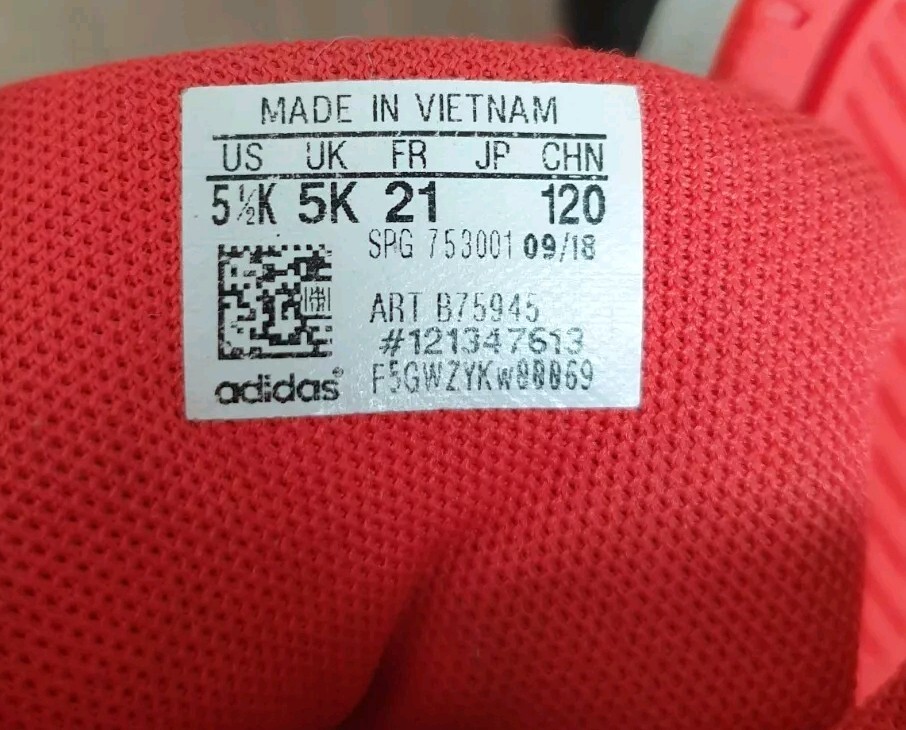 MADE IN VIETNAM
US UK FR JP CHN
5½K 5K 21 120
SPG 753001 09/18
ART B75945
#121347613
F5GWZYKw80069
adidas®